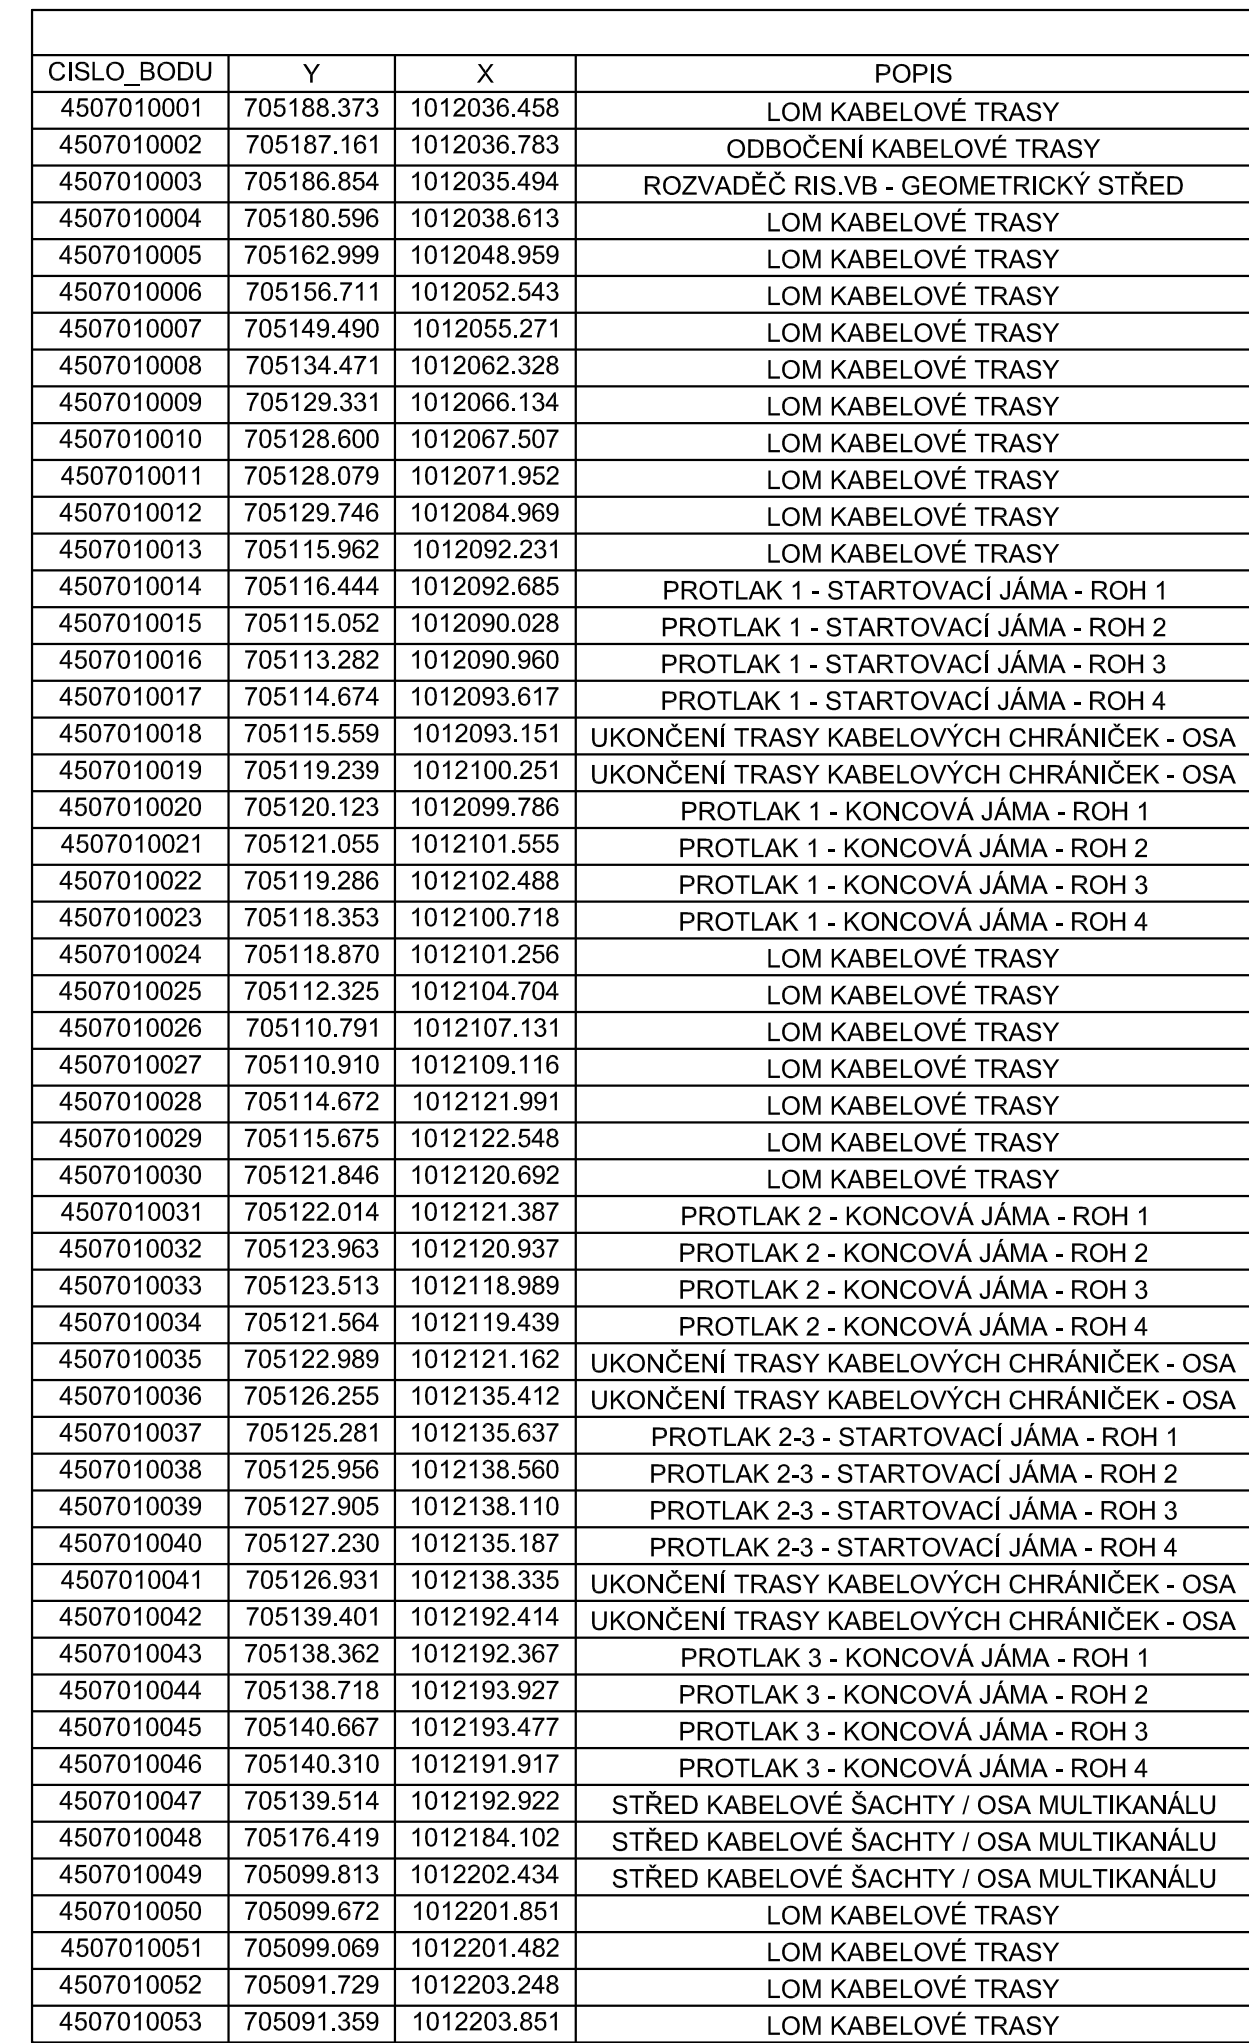 CISLO_BODU Y X POPIS
4507010001 705188.373 1012036.458 LOM KABELOVÉ TRASY
4507010002 705187.161 1012036.783 ODBOČENÍ KABELOVÉ TRASY
4507010003 705186.854 1012035.494 ROZVADĚČ RIS.VB - GEOMETRICKÝ STŘED
4507010004 705180.596 1012038.613 LOM KABELOVÉ TRASY
4507010005 705162.999 1012048.959 LOM KABELOVÉ TRASY
4507010006 705156.711 1012052.543 LOM KABELOVÉ TRASY
4507010007 705149.490 1012055.271 LOM KABELOVÉ TRASY
4507010008 705134.471 1012062.328 LOM KABELOVÉ TRASY
4507010009 705129.331 1012066.134 LOM KABELOVÉ TRASY
4507010010 705128.600 1012067.507 LOM KABELOVÉ TRASY
4507010011 705128.079 1012071.952 LOM KABELOVÉ TRASY
4507010012 705129.746 1012084.969 LOM KABELOVÉ TRASY
4507010013 705115.962 1012092.231 LOM KABELOVÉ TRASY
4507010014 705116.444 1012092.685 PROTLAK 1 - STARTOVACÍ JÁMA - ROH 1
4507010015 705115.052 1012090.028 PROTLAK 1 - STARTOVACÍ JÁMA - ROH 2
4507010016 705113.282 1012090.960 PROTLAK 1 - STARTOVACÍ JÁMA - ROH 3
4507010017 705114.674 1012093.617 PROTLAK 1 - STARTOVACÍ JÁMA - ROH 4
4507010018 705115.559 1012093.151 UKONČENÍ TRASY KABELOVÝCH CHRÁNIČEK - OSA
4507010019 705119.239 1012100.251 UKONČENÍ TRASY KABELOVÝCH CHRÁNIČEK - OSA
4507010020 705120.123 1012099.786 PROTLAK 1 - KONCOVÁ JÁMA - ROH 1
4507010021 705121.055 1012101.555 PROTLAK 1 - KONCOVÁ JÁMA - ROH 2
4507010022 705119.286 1012102.488 PROTLAK 1 - KONCOVÁ JÁMA - ROH 3
4507010023 705118.353 1012100.718 PROTLAK 1 - KONCOVÁ JÁMA - ROH 4
4507010024 705118.870 1012101.256 LOM KABELOVÉ TRASY
4507010025 705112.325 1012104.704 LOM KABELOVÉ TRASY
4507010026 705110.791 1012107.131 LOM KABELOVÉ TRASY
4507010027 705110.910 1012109.116 LOM KABELOVÉ TRASY
4507010028 705114.672 1012121.991 LOM KABELOVÉ TRASY
4507010029 705115.675 1012122.548 LOM KABELOVÉ TRASY
4507010030 705121.846 1012120.692 LOM KABELOVÉ TRASY
4507010031 705122.014 1012121.387 PROTLAK 2 - KONCOVÁ JÁMA - ROH 1
4507010032 705123.963 1012120.937 PROTLAK 2 - KONCOVÁ JÁMA - ROH 2
4507010033 705123.513 1012118.989 PROTLAK 2 - KONCOVÁ JÁMA - ROH 3
4507010034 705121.564 1012119.439 PROTLAK 2 - KONCOVÁ JÁMA - ROH 4
4507010035 705122.989 1012121.162 UKONČENÍ TRASY KABELOVÝCH CHRÁNIČEK - OSA
4507010036 705126.255 1012135.412 UKONČENÍ TRASY KABELOVÝCH CHRÁNIČEK - OSA
4507010037 705125.281 1012135.637 PROTLAK 2-3 - STARTOVACÍ JÁMA - ROH 1
4507010038 705125.956 1012138.560 PROTLAK 2-3 - STARTOVACÍ JÁMA - ROH 2
4507010039 705127.905 1012138.110 PROTLAK 2-3 - STARTOVACÍ JÁMA - ROH 3
4507010040 705127.230 1012135.187 PROTLAK 2-3 - STARTOVACÍ JÁMA - ROH 4
4507010041 705126.931 1012138.335 UKONČENÍ TRASY KABELOVÝCH CHRÁNIČEK - OSA
4507010042 705139.401 1012192.414 UKONČENÍ TRASY KABELOVÝCH CHRÁNIČEK - OSA
4507010043 705138.362 1012192.367 PROTLAK 3 - KONCOVÁ JÁMA - ROH 1
4507010044 705138.718 1012193.927 PROTLAK 3 - KONCOVÁ JÁMA - ROH 2
4507010045 705140.667 1012193.477 PROTLAK 3 - KONCOVÁ JÁMA - ROH 3
4507010046 705140.310 1012191.917 PROTLAK 3 - KONCOVÁ JÁMA - ROH 4
4507010047 705139.514 1012192.922 STŘED KABELOVÉ ŠACHTY / OSA MULTIKANÁLU
4507010048 705176.419 1012184.102 STŘED KABELOVÉ ŠACHTY / OSA MULTIKANÁLU
4507010049 705099.813 1012202.434 STŘED KABELOVÉ ŠACHTY / OSA MULTIKANÁLU
4507010050 705099.672 1012201.851 LOM KABELOVÉ TRASY
4507010051 705099.069 1012201.482 LOM KABELOVÉ TRASY
4507010052 705091.729 1012203.248 LOM KABELOVÉ TRASY
4507010053 705091.359 1012203.851 LOM KABELOVÉ TRASY